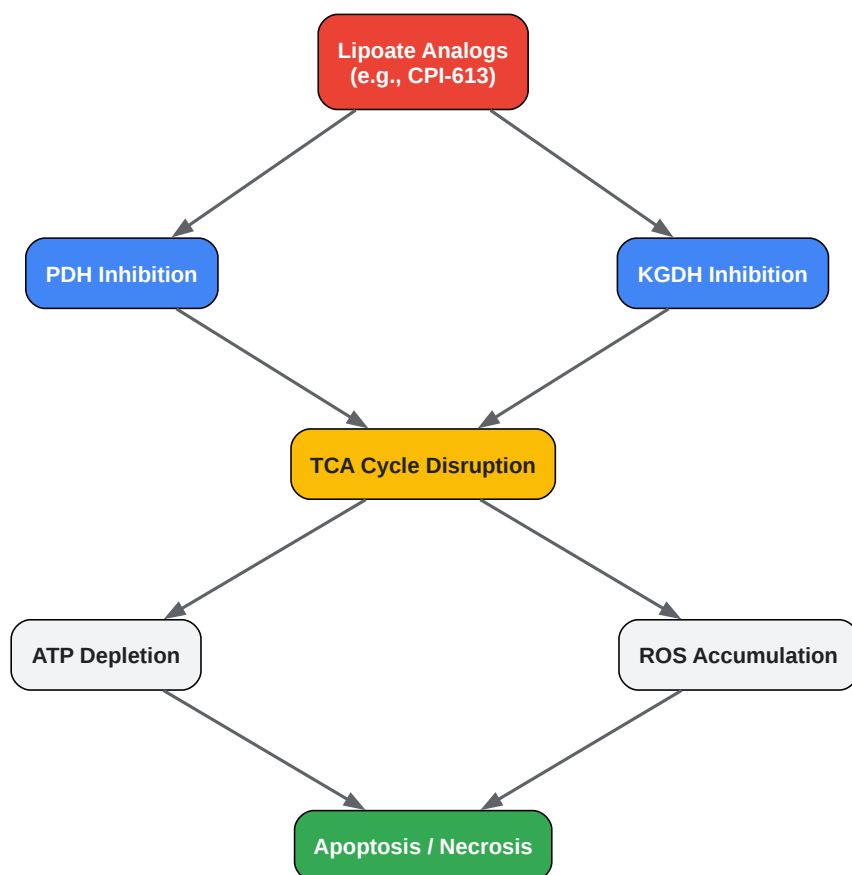 Lipoate Analogs
(e.g., CPI-613)
PDH Inhibition
KGDH Inhibition
TCA Cycle Disruption
ATP Depletion
ROS Accumulation
Apoptosis / Necrosis